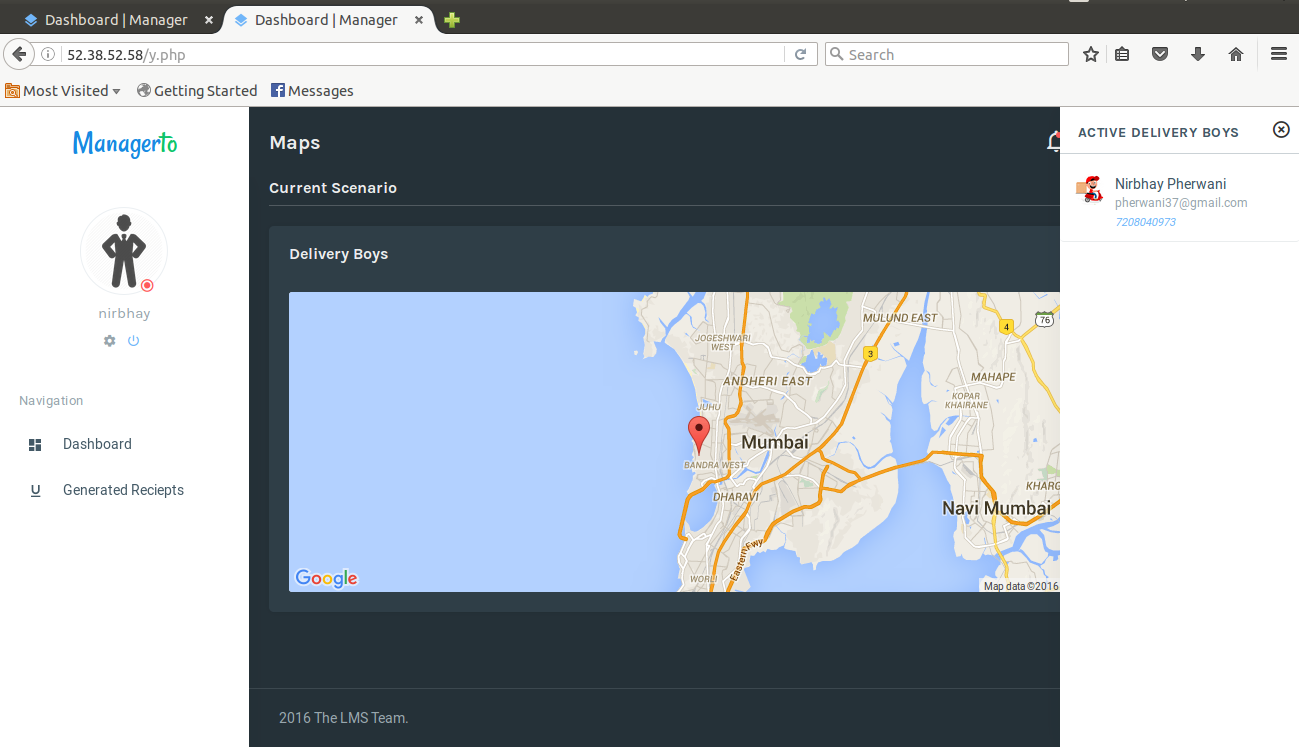 Dashboard | Manager
Dashboard | Manager
52.38.52.58/y.php
Search
Most Visited
Getting Started
Messages
Managerto
nirbhay
Navigation
Dashboard
Generated Reciepts
Maps
Current Scenario
Delivery Boys
MULUND EAST
4
76
JOGESHWARI
WEST
3
ANDHERI EAST
MAHAPE
KOPAR
KHAIRANE
JUHU
Mumbai
BANDRA WEST
DHARAVI
KHARG
Navi Mumbai
Eastern Fwy
WORLI
Google
Map data ©2016
2016 The LMS Team.
ACTIVE DELIVERY BOYS
Nirbhay Pherwani
pherwani37@gmail.com
7208040973